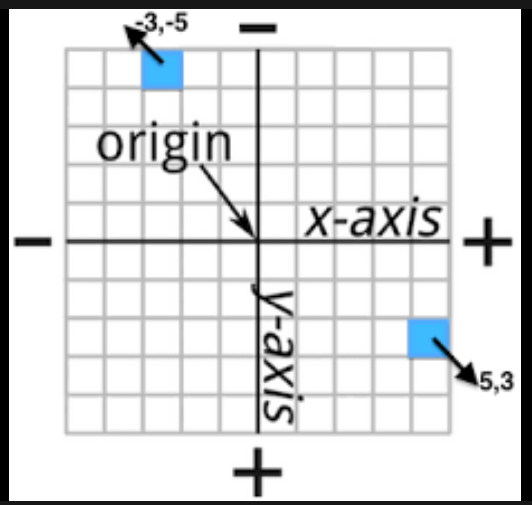 -3,-5
−
origin
x-axis
− +
y-axis
5,3
+